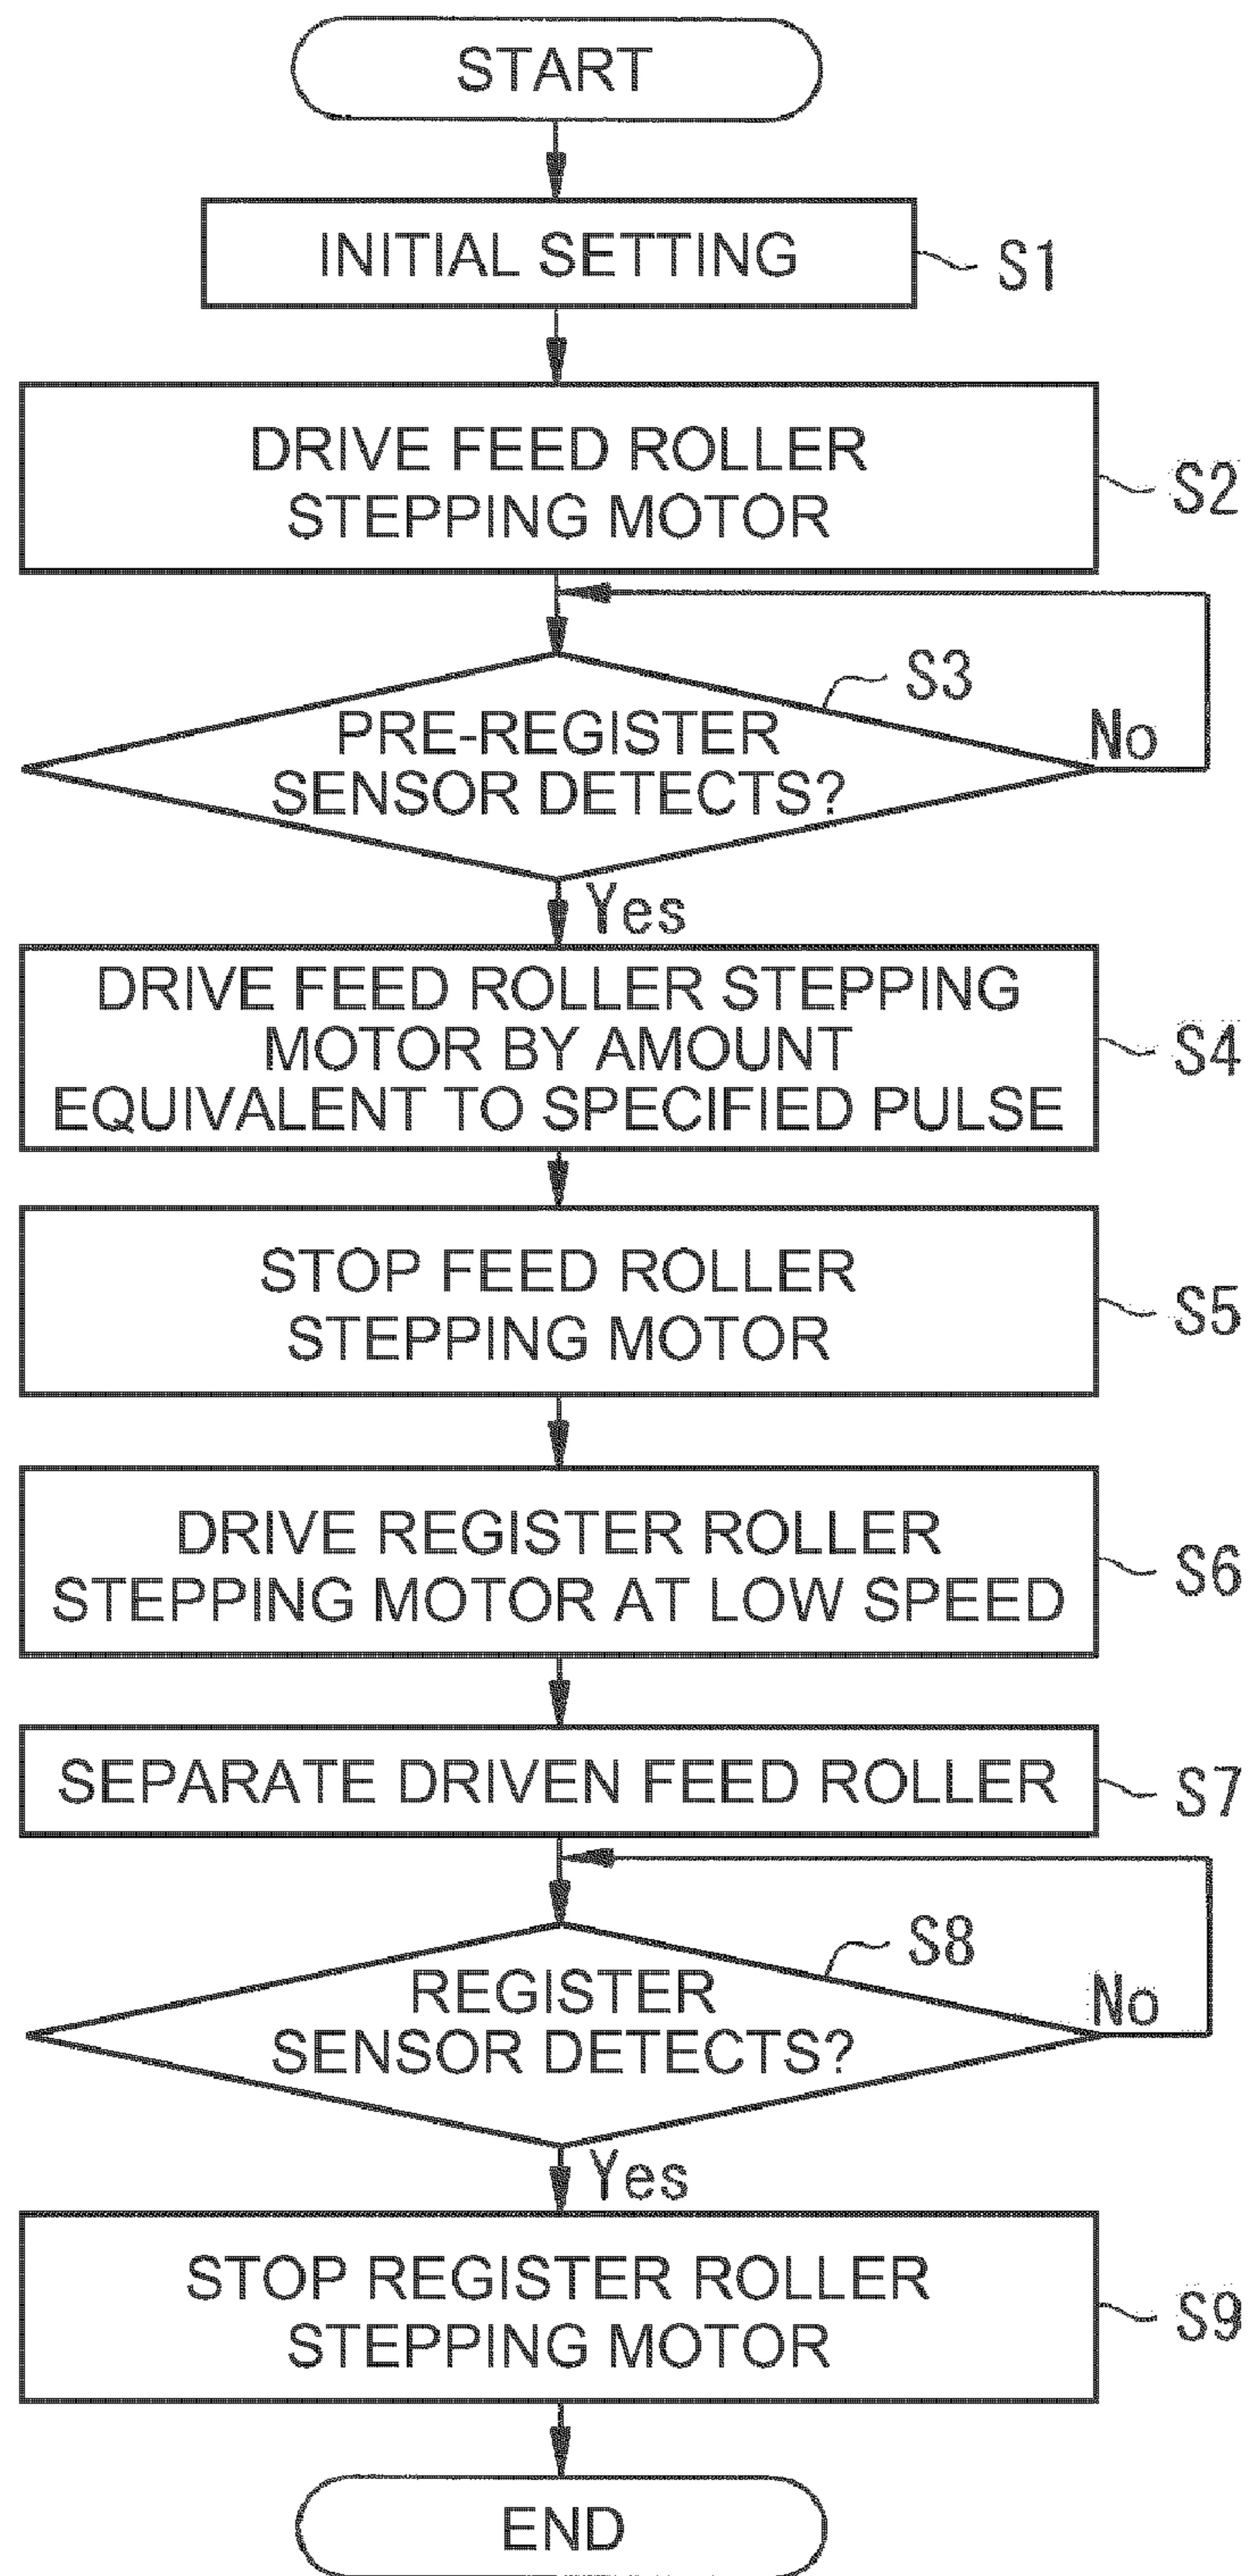 START
INITIAL SETTING
S1
DRIVE FEED ROLLER
STEPPING MOTOR
S2
S3
PRE-REGISTER
SENSOR DETECTS?
No
Yes
DRIVE FEED ROLLER STEPPING
MOTOR BY AMOUNT
EQUIVALENT TO SPECIFIED PULSE
S4
STOP FEED ROLLER
STEPPING MOTOR
S5
DRIVE REGISTER ROLLER
STEPPING MOTOR AT LOW SPEED
S6
SEPARATE DRIVEN FEED ROLLER
S7
S8
REGISTER
SENSOR DETECTS?
No
Yes
STOP REGISTER ROLLER
STEPPING MOTOR
S9
END